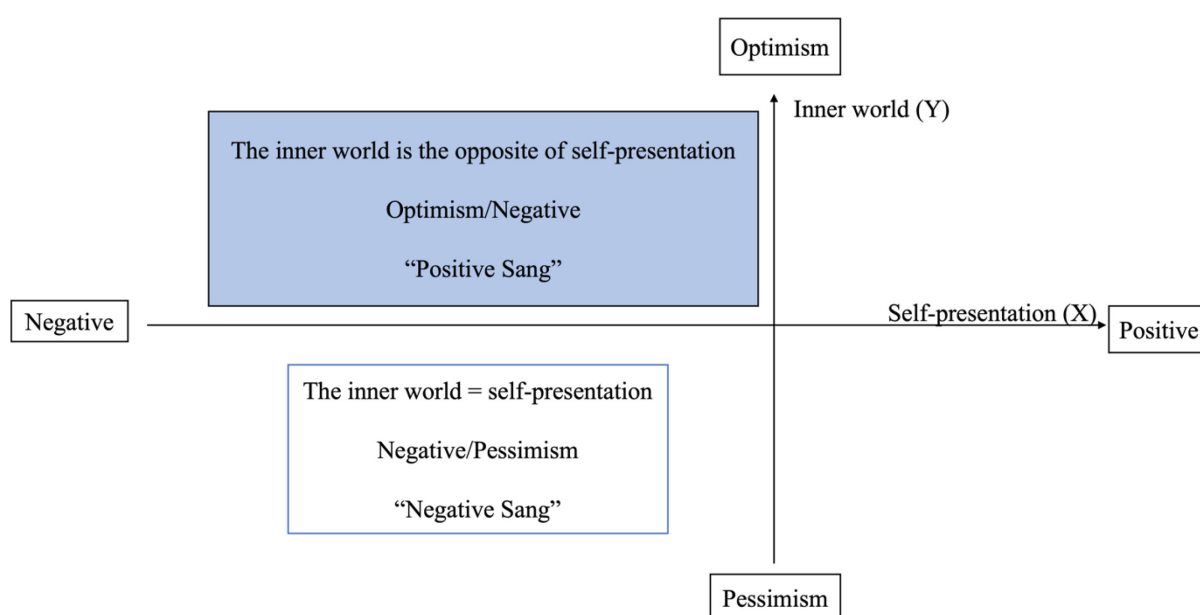 Optimism
Inner world (Y)
The inner world is the opposite of self-presentation
Optimism/Negative
“Positive Sang”
Negative
Self-presentation (X)
Positive
The inner world = self-presentation
Negative/Pessimism
“Negative Sang”
Pessimism